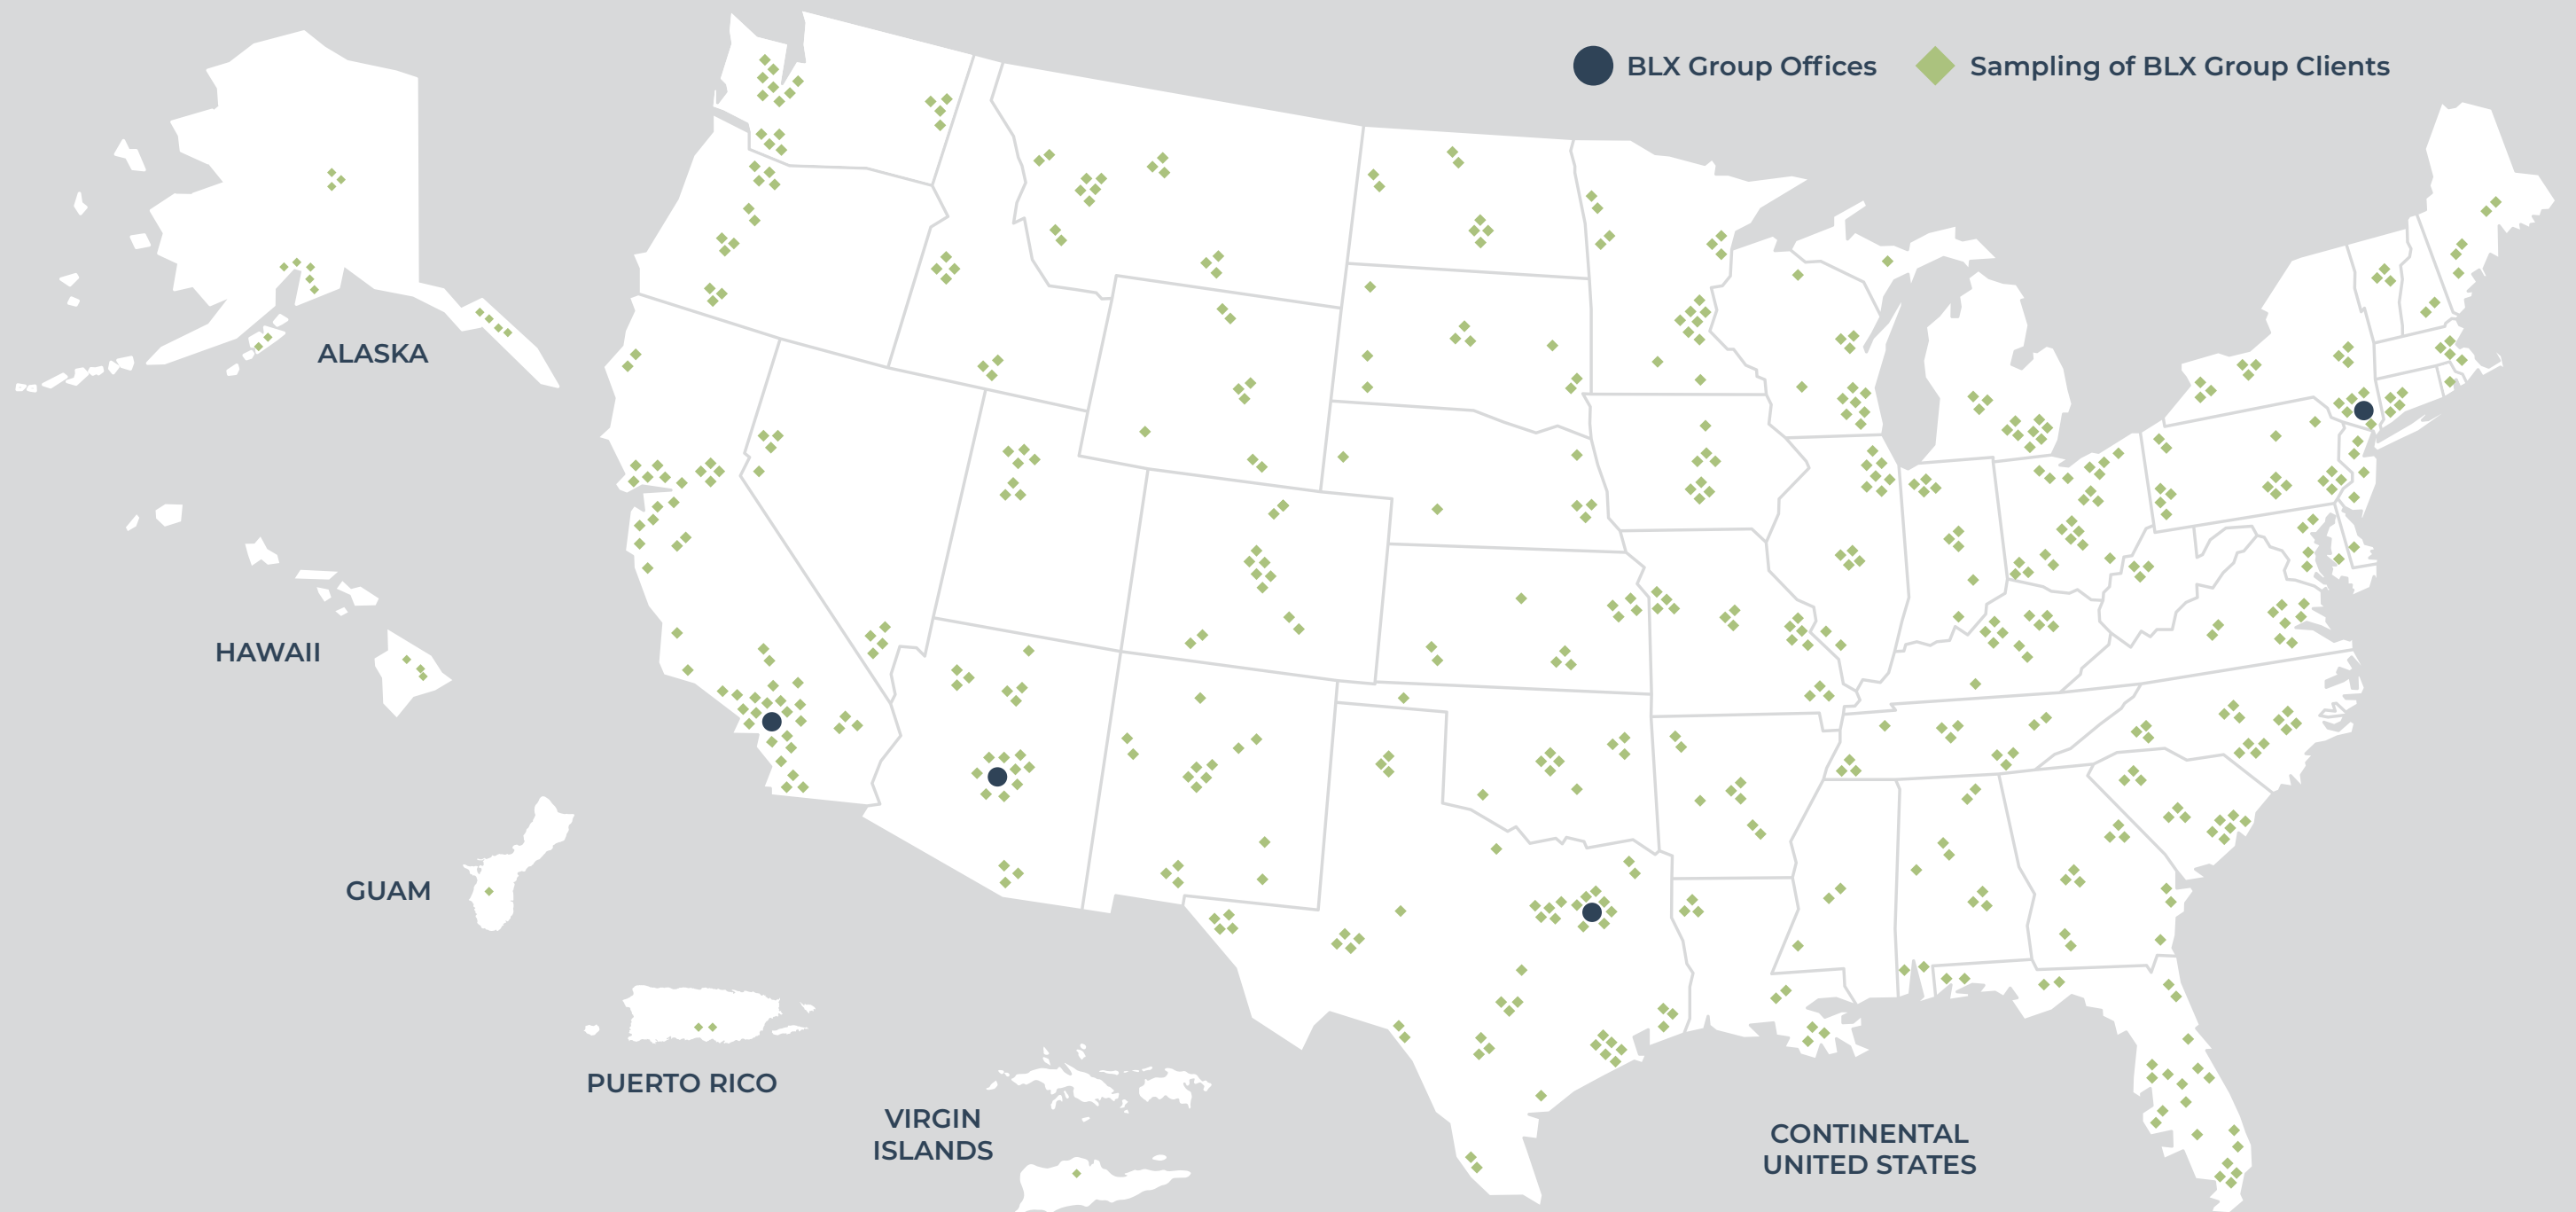 BLX Group Offices
Sampling of BLX Group Clients
ALASKA
HAWAII
GUAM
PUERTO RICO
VIRGIN
ISLANDS
CONTINENTAL
UNITED STATES